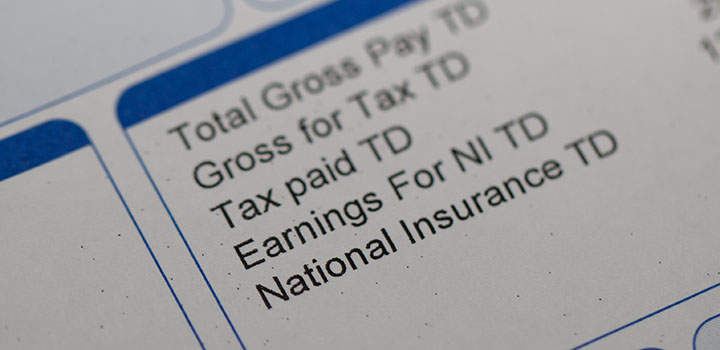 Total Gross Pay TD
Gross for Tax TD
Tax paid TD
Earnings For NI TD
National Insurance TD